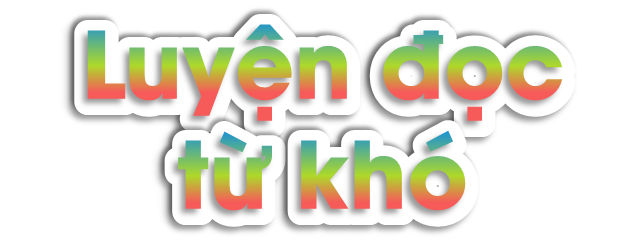 Luyện đọc
từ khó